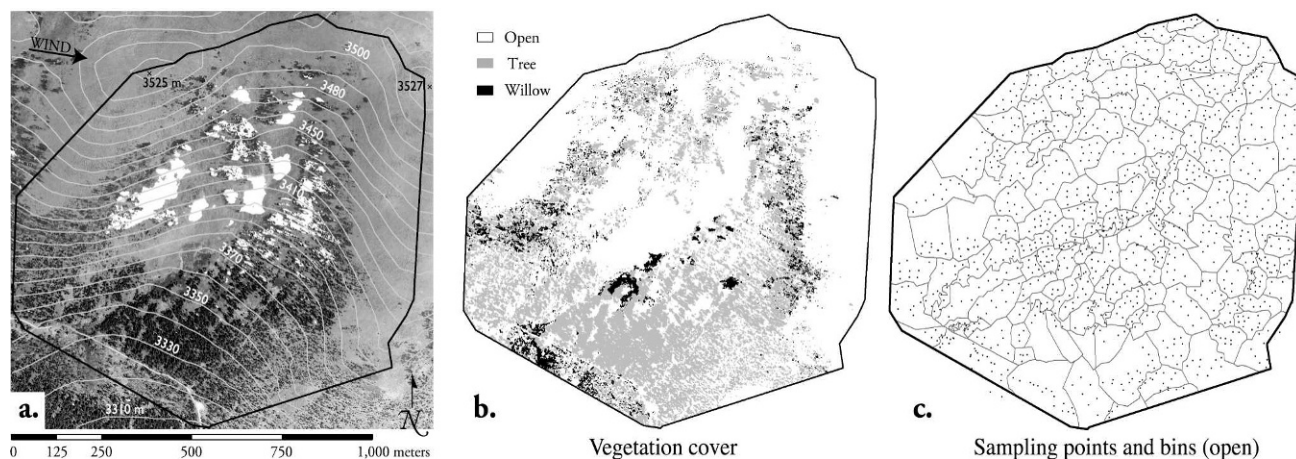 WIND
3500
3525 m
3527
3480
3450
3410
3370
3350
3330
3310 m
a.
N
0 125 250 500 750 1,000 meters
Open
Tree
Willow
b.
Vegetation cover
c.
Sampling points and bins (open)